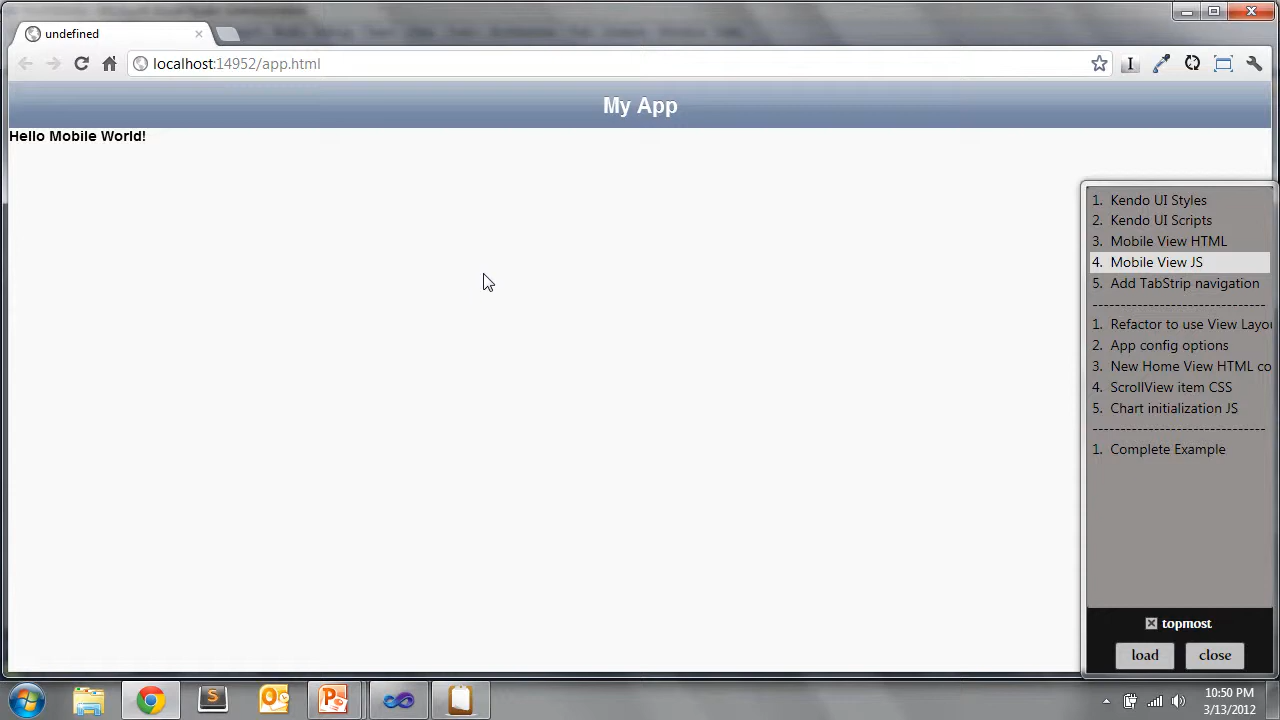 undefined
localhost:14952/app.html
My App
Hello Mobile World!
1. Kendo UI Styles
2. Kendo UI Scripts
3. Mobile View HTML
4. Mobile View JS
5. Add TabStrip navigation
------------------------------
1. Refactor to use View Layou
2. App config options
3. New Home View HTML co
4. ScrollView item CSS
5. Chart initialization JS
------------------------------
1. Complete Example
topmost
load close
10:50 PM
3/13/2012